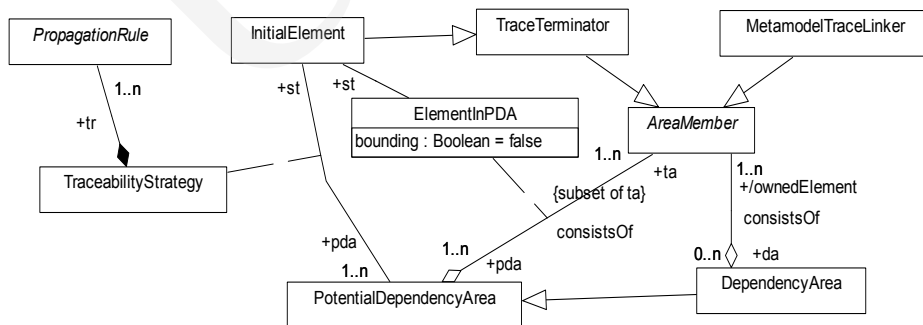 PropagationRule
InitialElement
TraceTerminator
MetamodelTraceLinker
1..n
+tr
+st
+st
ElementInPDA
bounding : Boolean = false
AreaMember
1..n
+ta
1..n
+/ownedElement
TraceabilityStrategy
{subset of ta}
consistsOf
consistsOf
+pda
1..n
1..n
+pda
0..n
+da
PotentialDependencyArea
DependencyArea